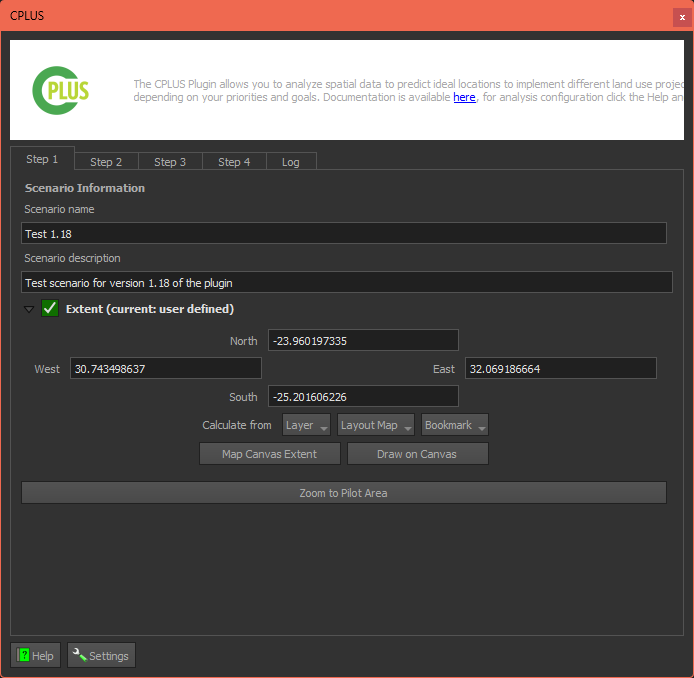 CPLUS
x
CPLUS
The CPLUS Plugin allows you to analyze spatial data to predict ideal locations to implement different land use proje
depending on your priorities and goals. Documentation is available here, for analysis configuration click the Help an
Step 1 Step 2 Step 3 Step 4 Log
Scenario Information
Scenario name
Test 1.18
Scenario description
Test scenario for version 1.18 of the plugin
Extent (current: user defined)
North -23.960197335
West 30.743498637 East 32.069186664
South -25.201606226
Calculate from Layer Layout Map Bookmark
Map Canvas Extent Draw on Canvas
Zoom to Pilot Area
? Help Settings